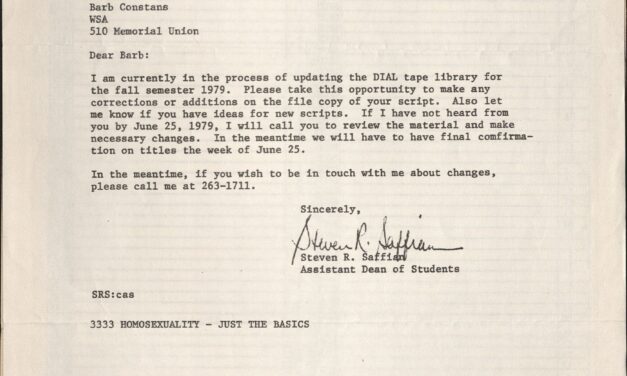 Barb Constans
WSA
510 Memorial Union
Dear Barb:
I am currently in the process of updating the DIAL tape library for
the fall semester 1979. Please take this opportunity to make any
corrections or additions on the file copy of your script. Also let
me know if you have ideas for new scripts. If I have not heard from
you by June 25, 1979, I will call you to review the material and make
necessary changes. In the meantime we will have to have final comfirma-
tion on titles the week of June 25.
In the meantime, if you wish to be in touch with me about changes,
please call me at 263-1711.
Sincerely,
Steven R. Saffian
Steven R. Saffian
Assistant Dean of Students
SRS:cas
3333 HOMOSEXUALITY - JUST THE BASICS